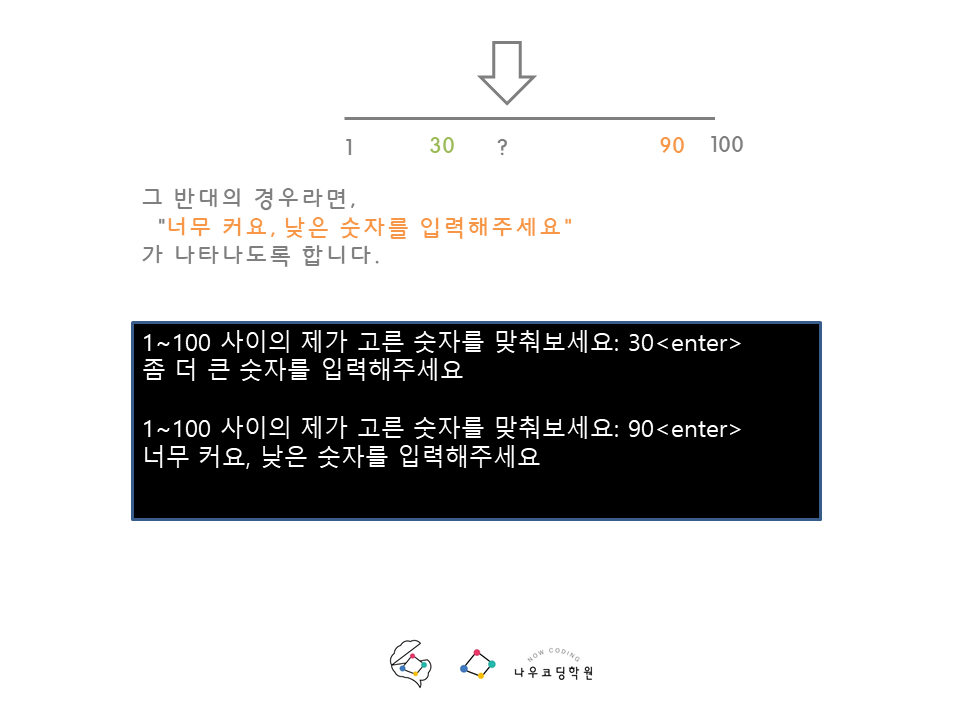 1 30 ? 90 100
그 반대의 경우라면,
"너무 커요, 낮은 숫자를 입력해주세요"
가 나타나도록 합니다.
1~100 사이의 제가 고른 숫자를 맞춰보세요: 30<enter>
좀 더 큰 숫자를 입력해주세요
1~100 사이의 제가 고른 숫자를 맞춰보세요: 90<enter>
너무 커요, 낮은 숫자를 입력해주세요
NOW CODING
나우코딩학원